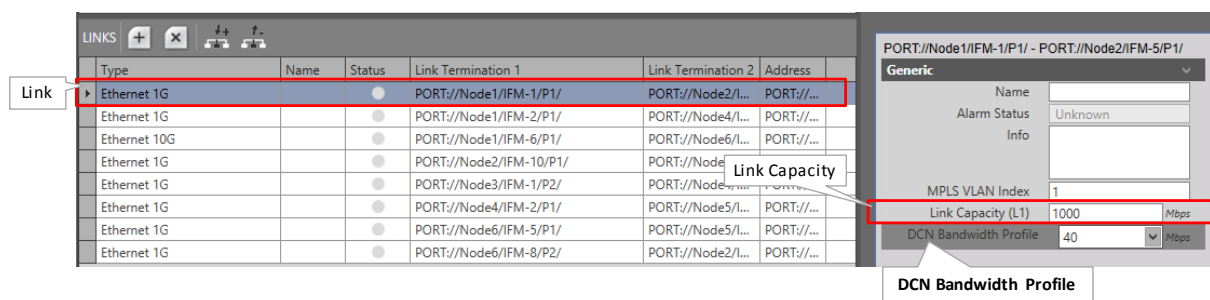 LINKS
Type Name Status Link Termination 1 Link Termination 2 Address
Link
Ethernet 1G PORT://Node1/IFM-1/P1/ PORT://Node2/I... PORT://...
Ethernet 1G PORT://Node1/IFM-2/P1/ PORT://Node4/I... PORT://...
Ethernet 10G PORT://Node1/IFM-6/P1/ PORT://Node6/I... PORT://...
Ethernet 1G PORT://Node2/IFM-10/P1/ PORT://Node
Ethernet 1G PORT://Node3/IFM-1/P2/
Ethernet 1G PORT://Node4/IFM-2/P1/ PORT://Node5/I... PORT://...
Ethernet 1G PORT://Node6/IFM-5/P1/ PORT://Node5/I... PORT://...
Ethernet 1G PORT://Node6/IFM-8/P2/ PORT://Node2/I... PORT://...
Link Capacity
PORT://Node1/IFM-1/P1/ - PORT://Node2/IFM-5/P1/
Generic
Name
Alarm Status Unknown
Info
MPLS VLAN Index 1
Link Capacity (L1) 1000 Mbps
DCN Bandwidth Profile 40 Mbps
DCN Bandwidth Profile